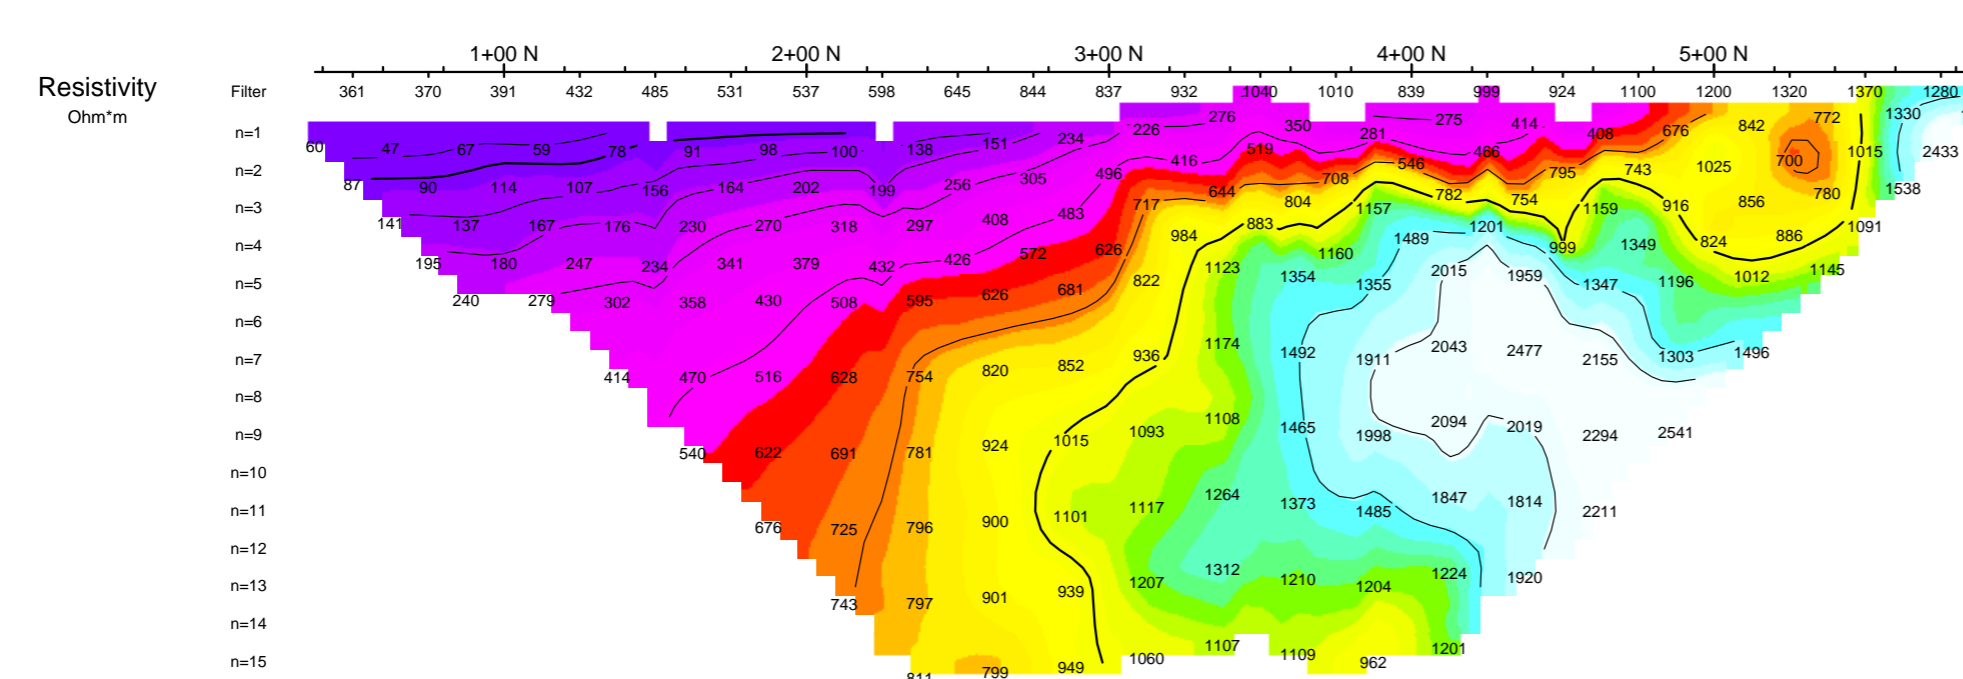 1+00 N 2+00 N 3+00 N 4+00 N 5+00 N
Resistivity
Ohm*m
Filter 361 370 391 432 485 531 537 598 645 844 837 932 1040 1010 839 999 924 1100 1200 1320 1370 1280
276 350 275 414 842 772 1330
n=1 151 234 226 281 408 676
60 47 67 59 78 91 98 100 138 519 466 1015 2433
n=2 305 496 416 546 795 743 1025 700
87 90 114 107 156 164 202 199 256 644 708 782 780 1538
n=3 408 483 717 804 1157 754 1159 916 856
141 137 167 176 230 270 318 297 883 1201 1091
n=4 572 626 984 1160 1489 999 1349 824 886
195 180 247 234 341 379 432 426 1123 1354 2015 1959 1012 1145
n=5 626 681 822 1355 1347 1196
240 279 302 358 430 508 595
n=6
n=7 820 852 936 1174 1492 1911 2043 2477 2155 1303 1496
414 470 516 628 754
n=8
n=9 924 1015 1093 1108 1465 1998 2094 2019 2294 2541
540 622 691 781
n=10
n=11 900 1101 1117 1264 1373 1485 1847 1814 2211
676 725 796
n=12
n=13 901 939 1207 1312 1210 1204 1224 1920
743 797
n=14
n=15 799 949 1060 1107 1109 962 1201
811